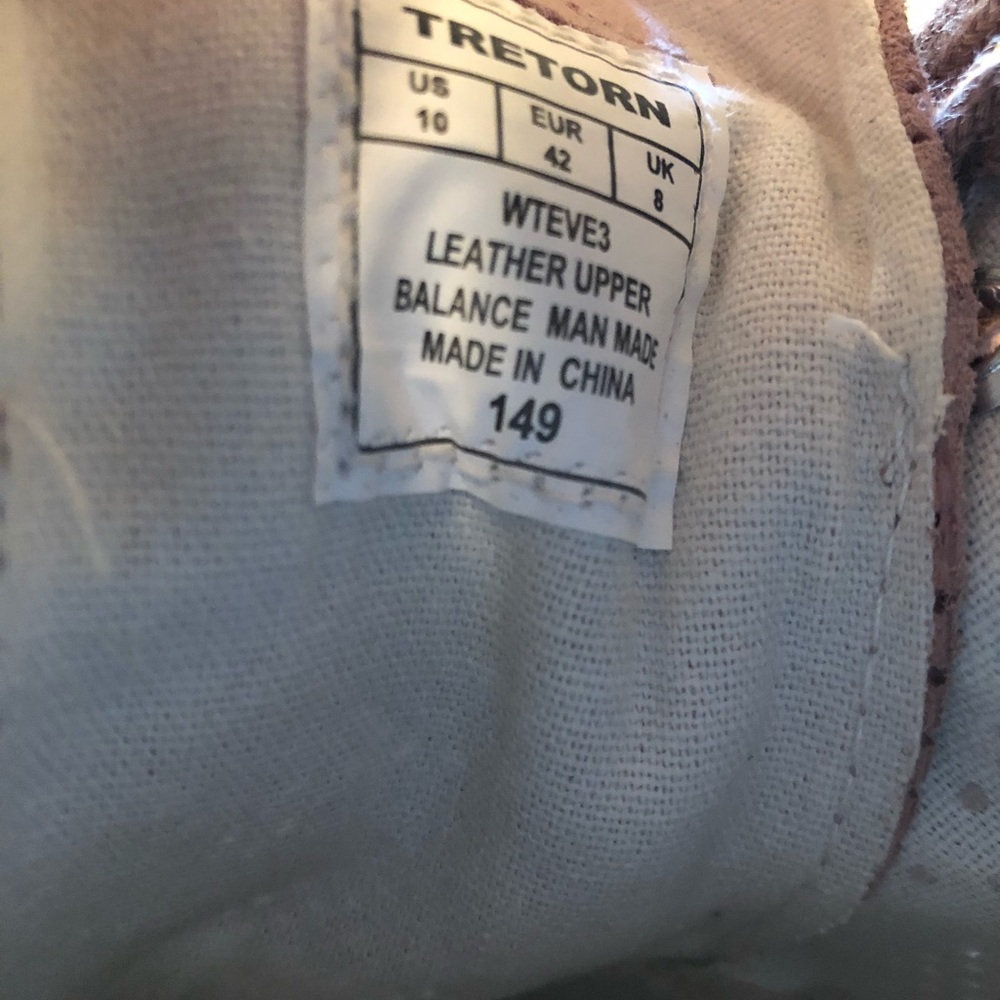 TRETORN
US EUR UK
10 42 8
WTEVE3
LEATHER UPPER
BALANCE MAN MADE
MADE IN CHINA
149